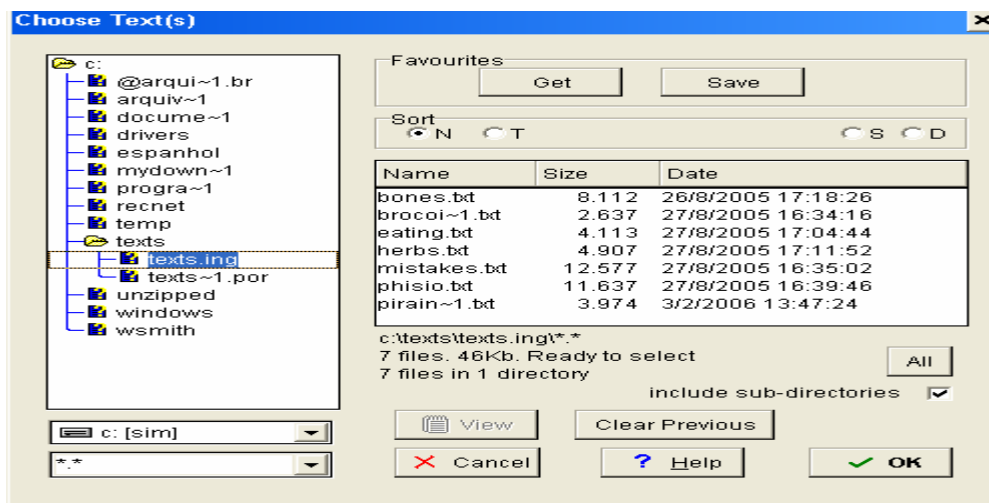 Choose Text(s)
c:
@arqui~1.br
arquiv~1
docume~1
drivers
espanhol
mydown~1
progra~1
recnet
temp
texts
texts.ing
texts~1.por
unzipped
windows
wsmith
c: [sim]
*.*
Favourites
Get Save
Sort
N T S D
Name Size Date
bones.txt 8.112 26/8/2005 17:18:26
brocoi~1.txt 2.637 27/8/2005 16:34:16
eating.txt 4.113 27/8/2005 17:04:44
herbs.txt 4.907 27/8/2005 17:11:52
mistakes.txt 12.577 27/8/2005 16:35:02
phisio.txt 11.637 27/8/2005 16:39:46
pirain~1.txt 3.974 3/2/2006 13:47:24
c:\texts\texts.ing\*.*
7 files. 46Kb. Ready to select
7 files in 1 directory
All
include sub-directories
View Clear Previous
Cancel ? Help OK